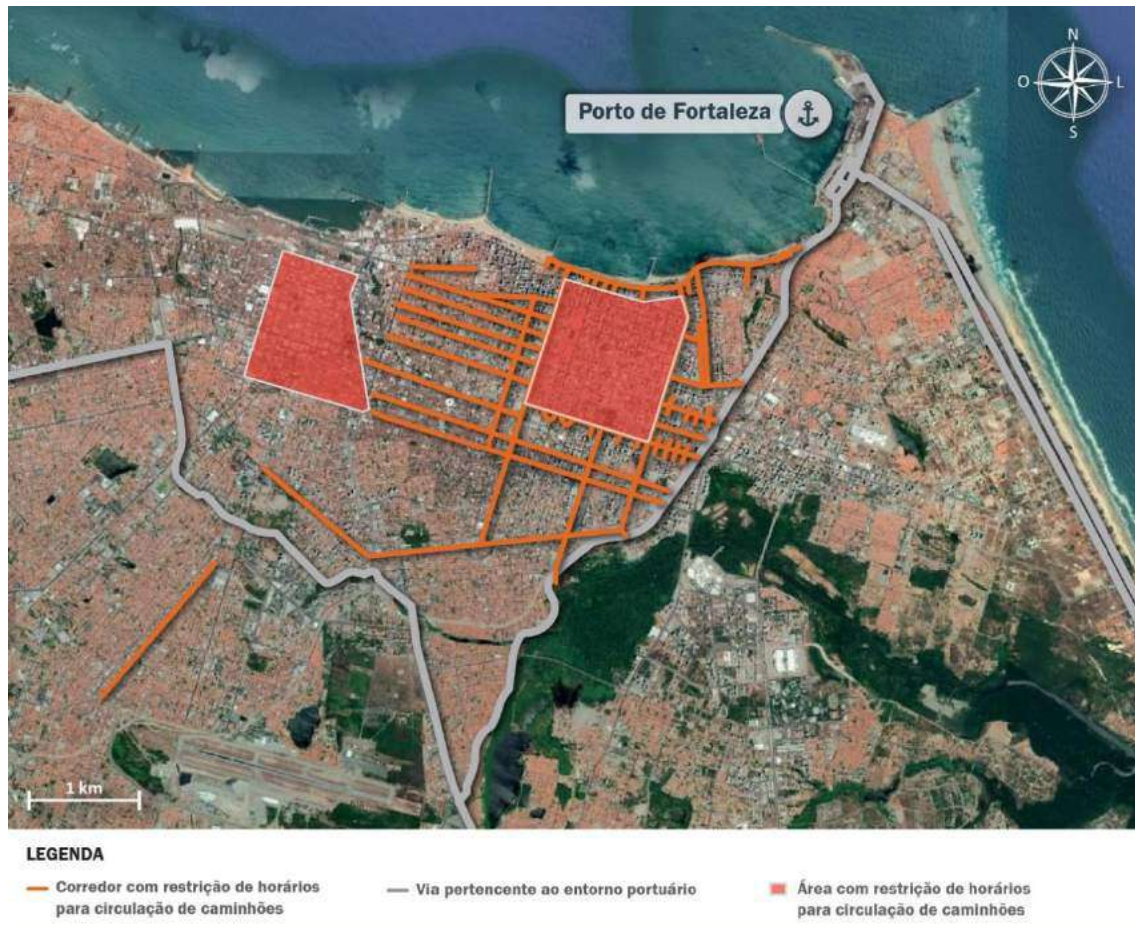 N
Porto de Fortaleza
O
L
S
1 km
LEGENDA
Corredor com restrição de horários
para circulação de caminhões
Via pertencente ao entorno portuário
Área com restrição de horários
para circulação de caminhões